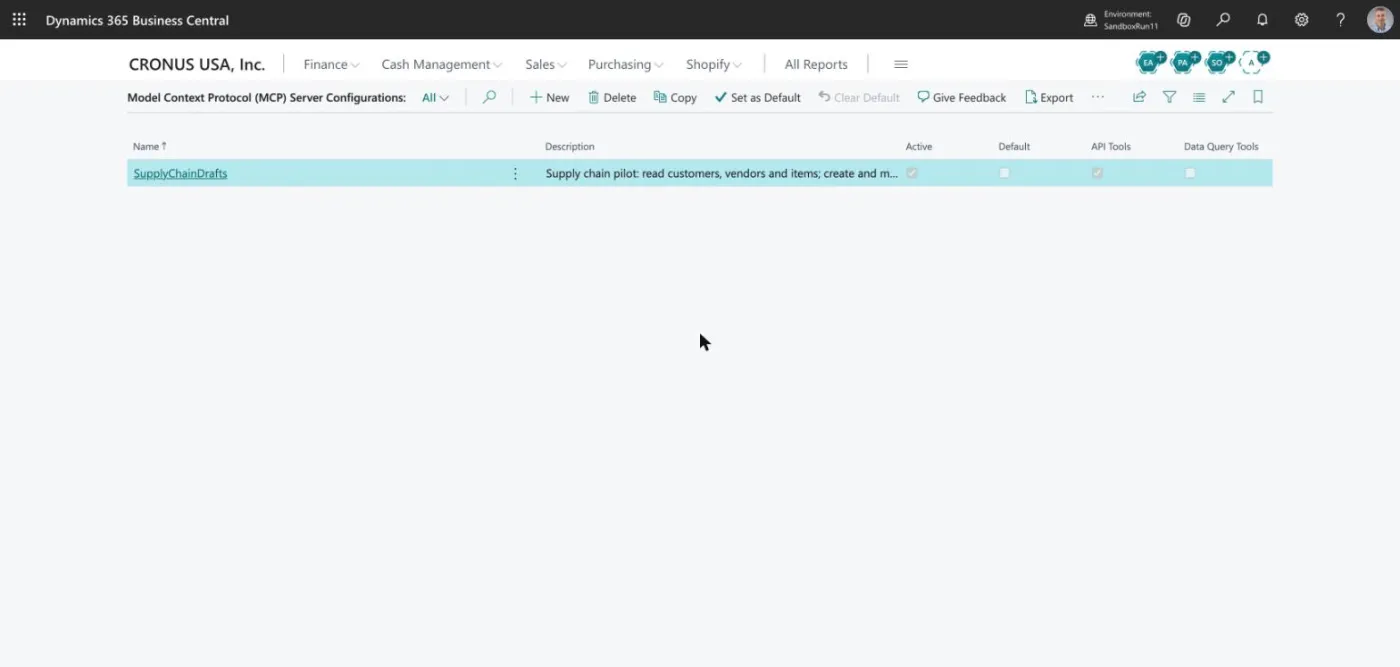 Dynamics 365 Business Central
Environment:
SandboxRun11
CRONUS USA, Inc. Finance Cash Management Sales Purchasing Shopify All Reports
EA PA SO A
Model Context Protocol (MCP) Server Configurations: All New Delete Copy Set as Default Clear Default Give Feedback Export ...
Name ↑ Description Active Default API Tools Data Query Tools
SupplyChainDrafts Supply chain pilot: read customers, vendors and items; create and m...